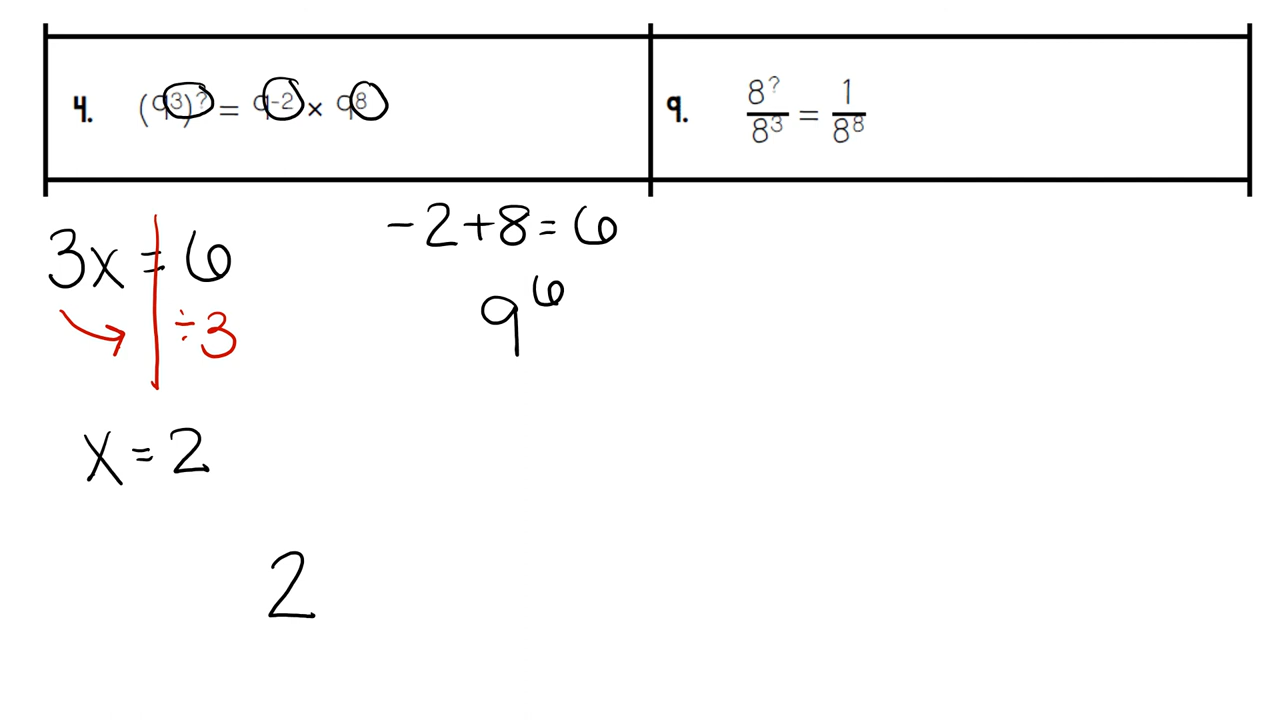 4. (9³)^? = 9⁻² × 9⁸
9. 8^?/8³ = 1/8⁸
-2+8=6
3x=6
9⁶
÷3
x=2
2